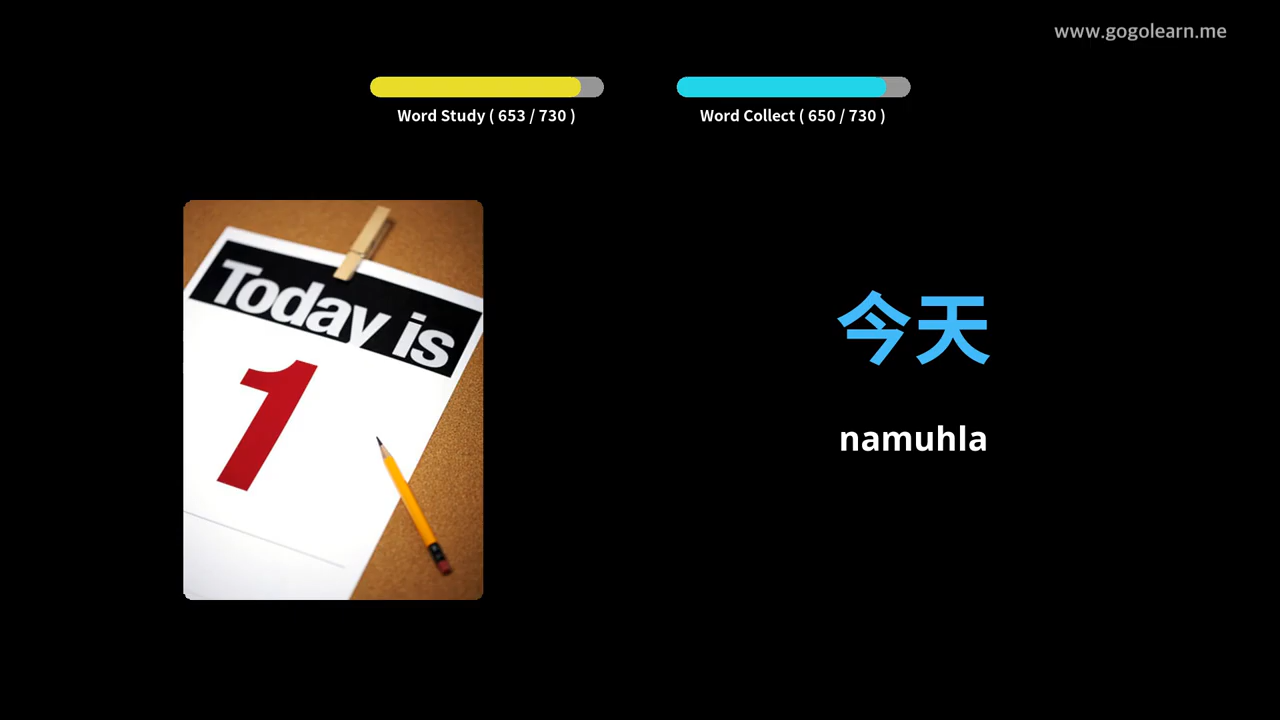 www.gogolearn.me
Word Study ( 653 / 730 )
Word Collect ( 650 / 730 )
Today is
1
今天
namuhla